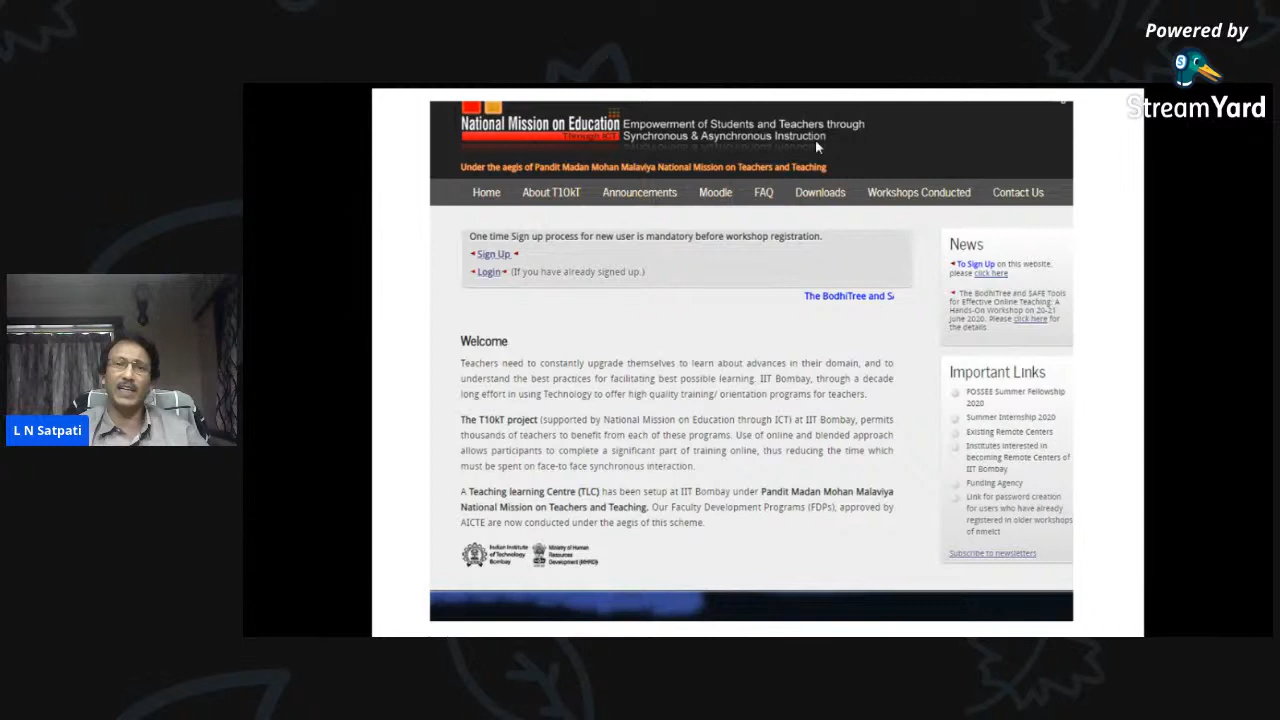 Powered by
StreamYard
National Mission on Education
Through ICT
Empowerment of Students and Teachers through
Synchronous & Asynchronous Instruction
Under the aegis of Pandit Madan Mohan Malaviya National Mission on Teachers and Teaching
Home About T10kT Announcements Moodle FAQ Downloads Workshops Conducted Contact Us
One time Sign up process for new user is mandatory before workshop registration.
Sign Up
Login (If you have already signed up.)
The BodhiTree and S
Welcome
Teachers need to constantly upgrade themselves to learn about advances in their domain, and to
understand the best practices for facilitating best possible learning. IIT Bombay, through a decade
long effort in using Technology to offer high quality training/ orientation programs for teachers.
The T10kT project (supported by National Mission on Education through ICT) at IIT Bombay, permits
thousands of teachers to benefit from each of these programs. Use of online and blended approach
allows participants to complete a significant part of training online, thus reducing the time which
must be spent on face-to face synchronous interaction.
A Teaching learning Centre (TLC) has been setup at IIT Bombay under Pandit Madan Mohan Malaviya
National Mission on Teachers and Teaching. Our Faculty Development Programs (FDPs), approved by
AICTE are now conducted under the aegis of this scheme.
Indian Institute
of Technology
Bombay
Ministry of Human
Resources
Development (MHRD)
News
To Sign Up on this website,
please click here
The BodhiTree and SAFE Tools
for Effective Online Teaching: A
Hands-On Workshop on 20-21
June 2020. Please click here for
the details
Important Links
FOSSEE Summer Fellowship
2020
Summer Internship 2020
Existing Remote Centers
Institutes interested in
becoming Remote Centers of
IIT Bombay
Funding Agency
Link for password creation
for users who have already
registered in older workshops
of nmeict
Subscribe to newsletters
L N Satpati